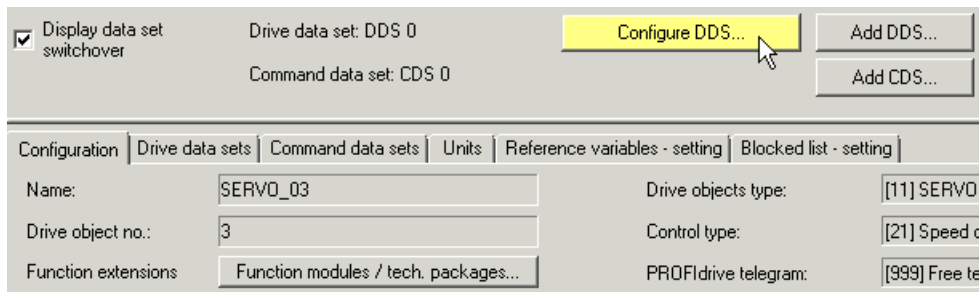 Display data set
switchover
Drive data set: DDS 0
Configure DDS...
Add DDS...
Command data set: CDS 0
Add CDS...
Configuration Drive data sets Command data sets Units Reference variables - setting Blocked list - setting
Name: SERVO_03 Drive objects type: [11] SERVO
Drive object no.: 3 Control type: [21] Speed
Function extensions Function modules / tech. packages... PROFIdrive telegram: [999] Free